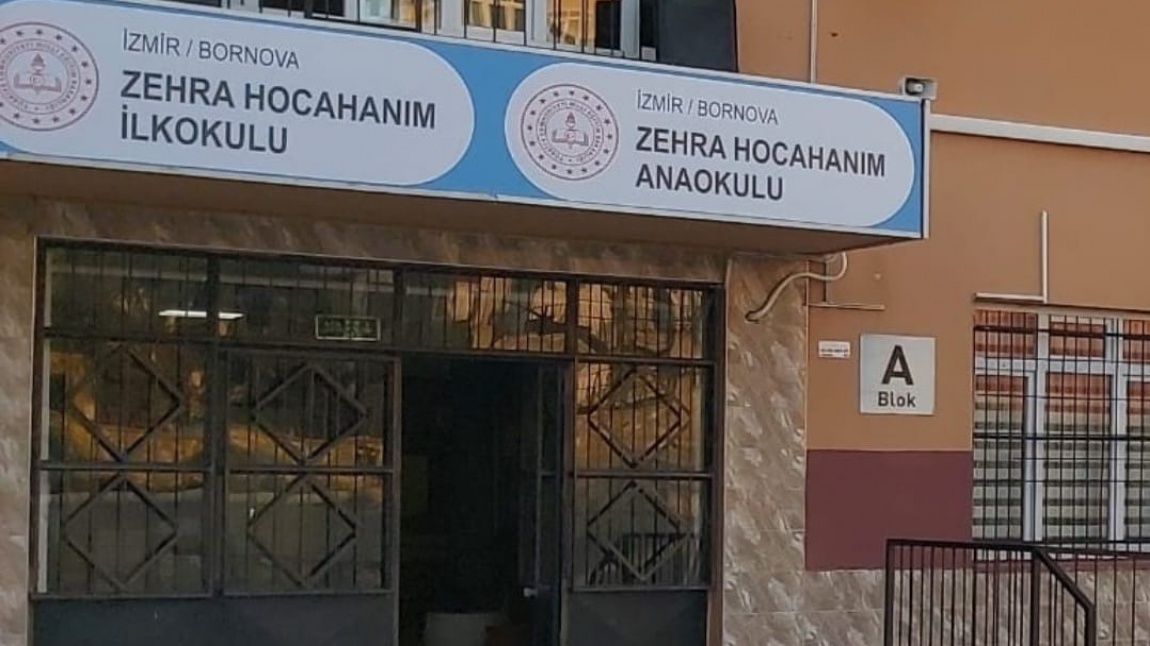 İZMİR / BORNOVA
ZEHRA HOCAHANIM
İLKOKULU
İZMİR / BORNOVA
ZEHRA HOCAHANIM
ANAOKULU
A
Blok